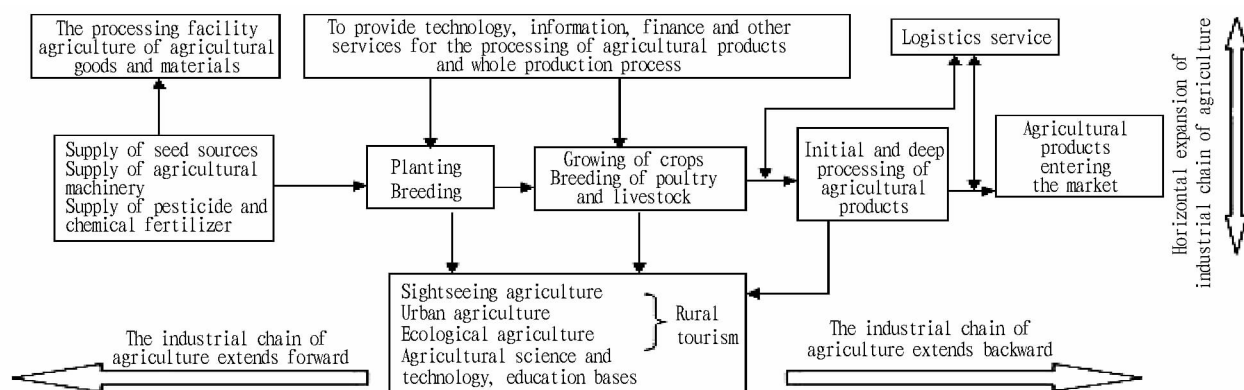 The processing facility
agriculture of agricultural
goods and materials
To provide technology, information, finance and other
services for the processing of agricultural products
and whole production process
Logistics service
Supply of seed sources
Supply of agricultural
machinery
Supply of pesticide and
chemical fertilizer
Planting
Breeding
Growing of crops
Breeding of poultry
and livestock
Initial and deep
processing of
agricultural
products
Agricultural
products
entering
the market
Horizontal expansion of
industrial chain of agriculture
Sightseeing agriculture
Urban agriculture
Ecological agriculture
Agricultural science and
technology, education bases
Rural
tourism
The industrial chain of
agriculture extends forward
The industrial chain of
agriculture extends backward